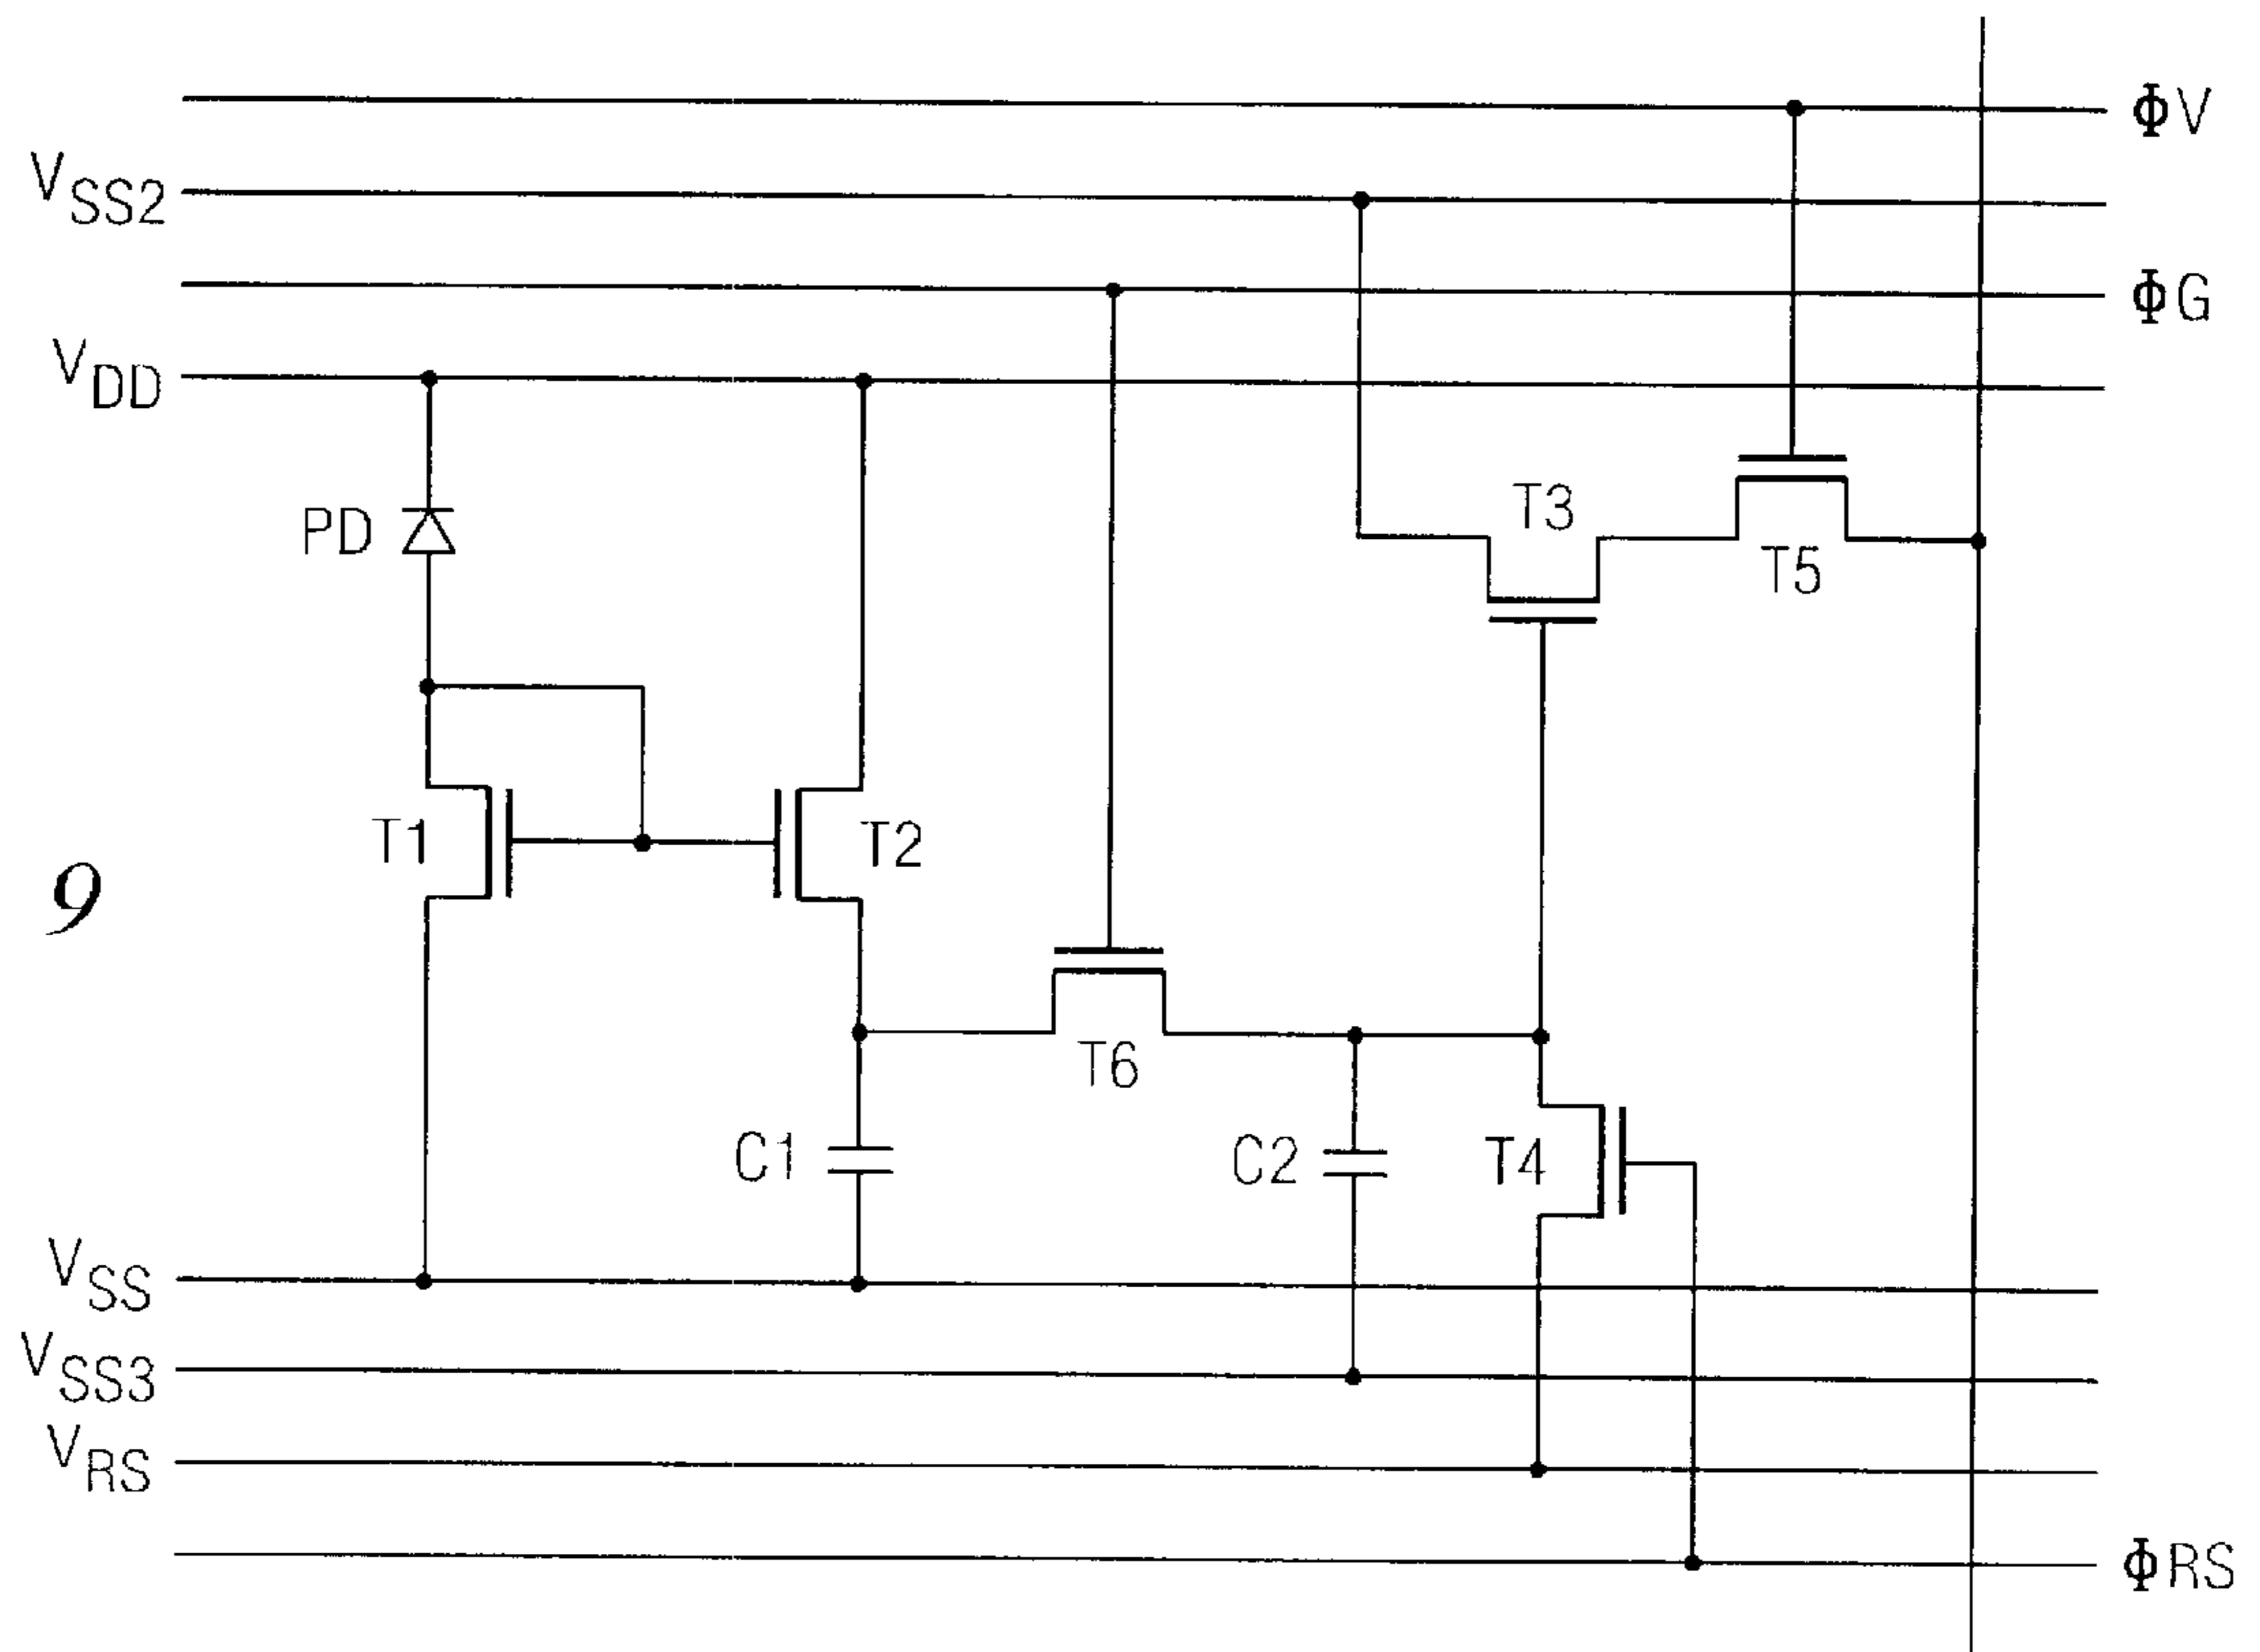 ΦV
VSS2
ΦG
VDD
T3
PD
T5
T1
T2
9
T6
C1
C2
T4
VSS
VSS3
VRS
ΦRS